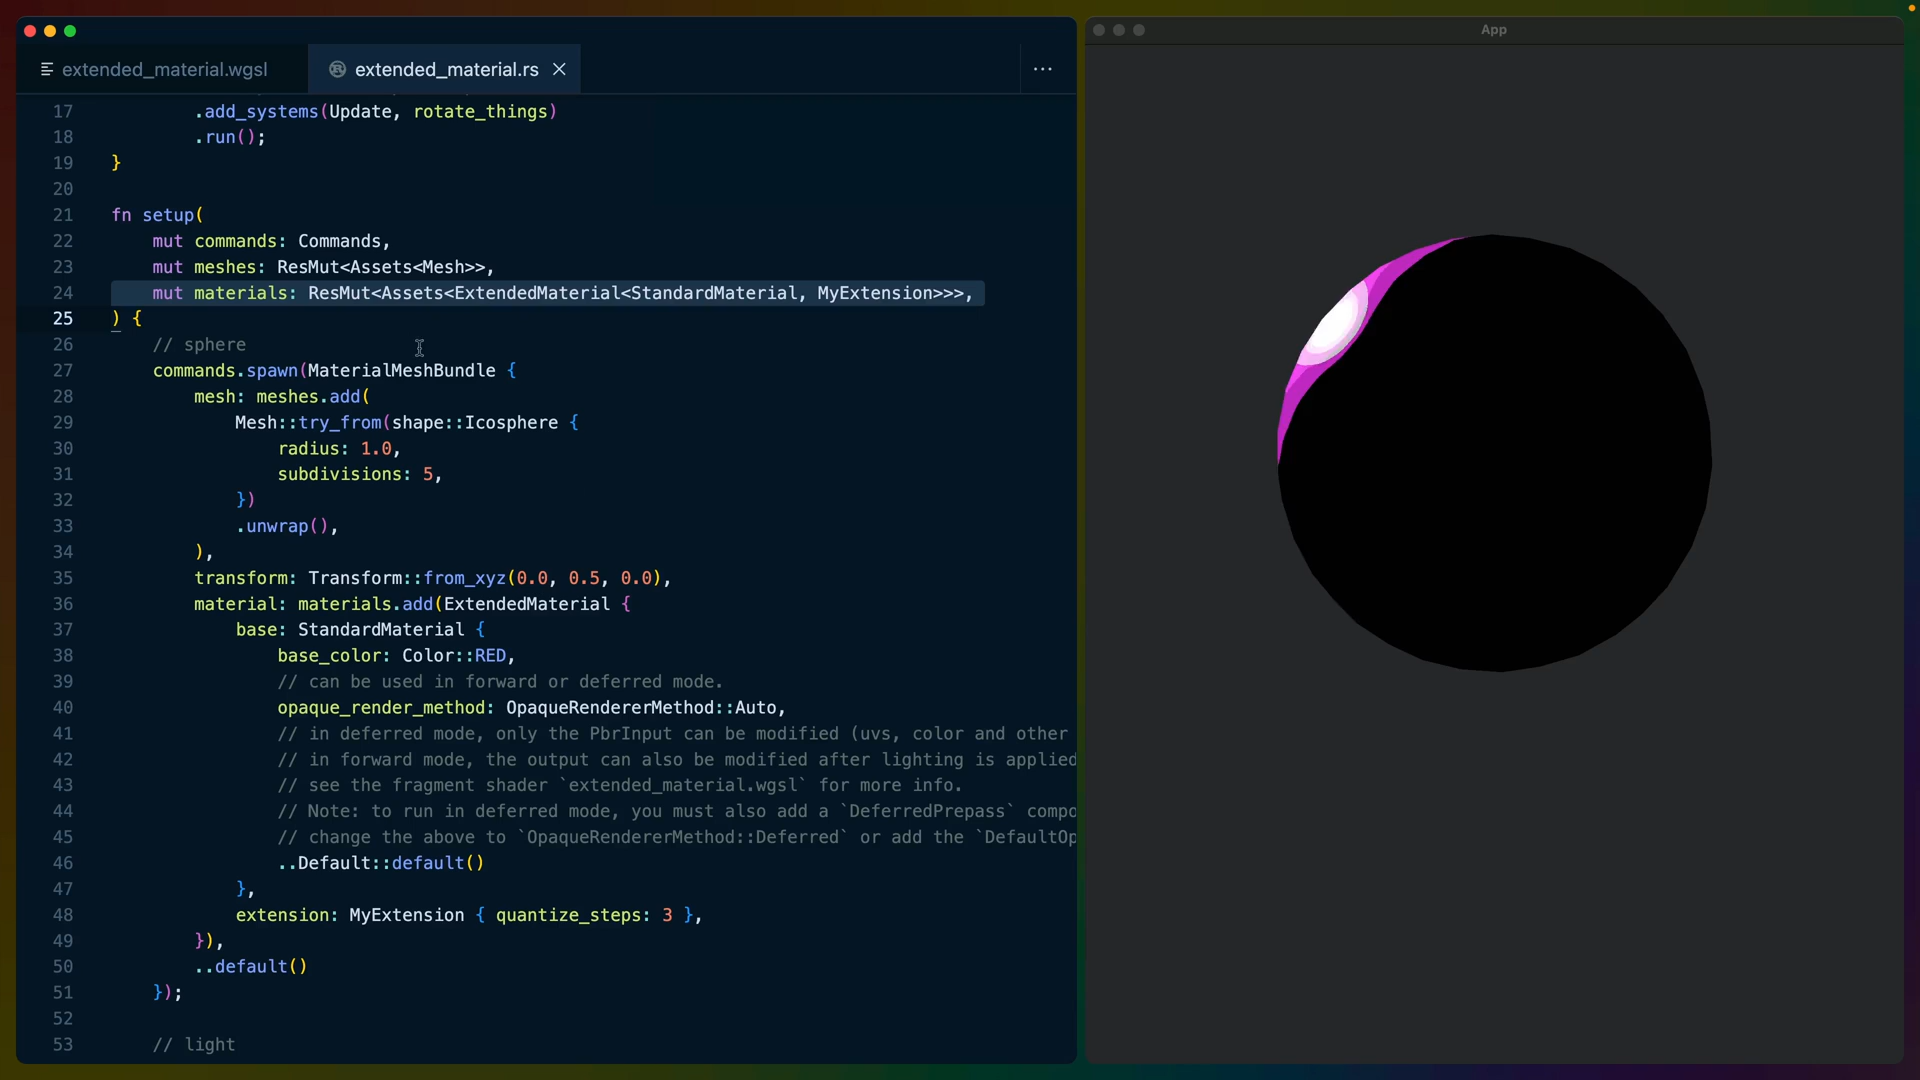 extended_material.wgsl
extended_material.rs
App
17 .add_systems(Update, rotate_things)
18 .run();
19 }
20
21 fn setup(
22 mut commands: Commands,
23 mut meshes: ResMut<Assets<Mesh>>,
24 mut materials: ResMut<Assets<ExtendedMaterial<StandardMaterial, MyExtension>>>,
25 ) {
26 // sphere
27 commands.spawn(MaterialMeshBundle {
28 mesh: meshes.add(
29 Mesh::try_from(shape::Icosphere {
30 radius: 1.0,
31 subdivisions: 5,
32 })
33 .unwrap(),
34 ),
35 transform: Transform::from_xyz(0.0, 0.5, 0.0),
36 material: materials.add(ExtendedMaterial {
37 base: StandardMaterial {
38 base_color: Color::RED,
39 // can be used in forward or deferred mode.
40 opaque_render_method: OpaqueRendererMethod::Auto,
41 // in deferred mode, only the PbrInput can be modified (uvs, color and other
42 // in forward mode, the output can also be modified after lighting is applied
43 // see the fragment shader `extended_material.wgsl` for more info.
44 // Note: to run in deferred mode, you must also add a `DeferredPrepass` compo
45 // change the above to `OpaqueRendererMethod::Deferred` or add the `DefaultOp
46 ..Default::default()
47 },
48 extension: MyExtension { quantize_steps: 3 },
49 }),
50 ..default()
51 });
52
53 // light